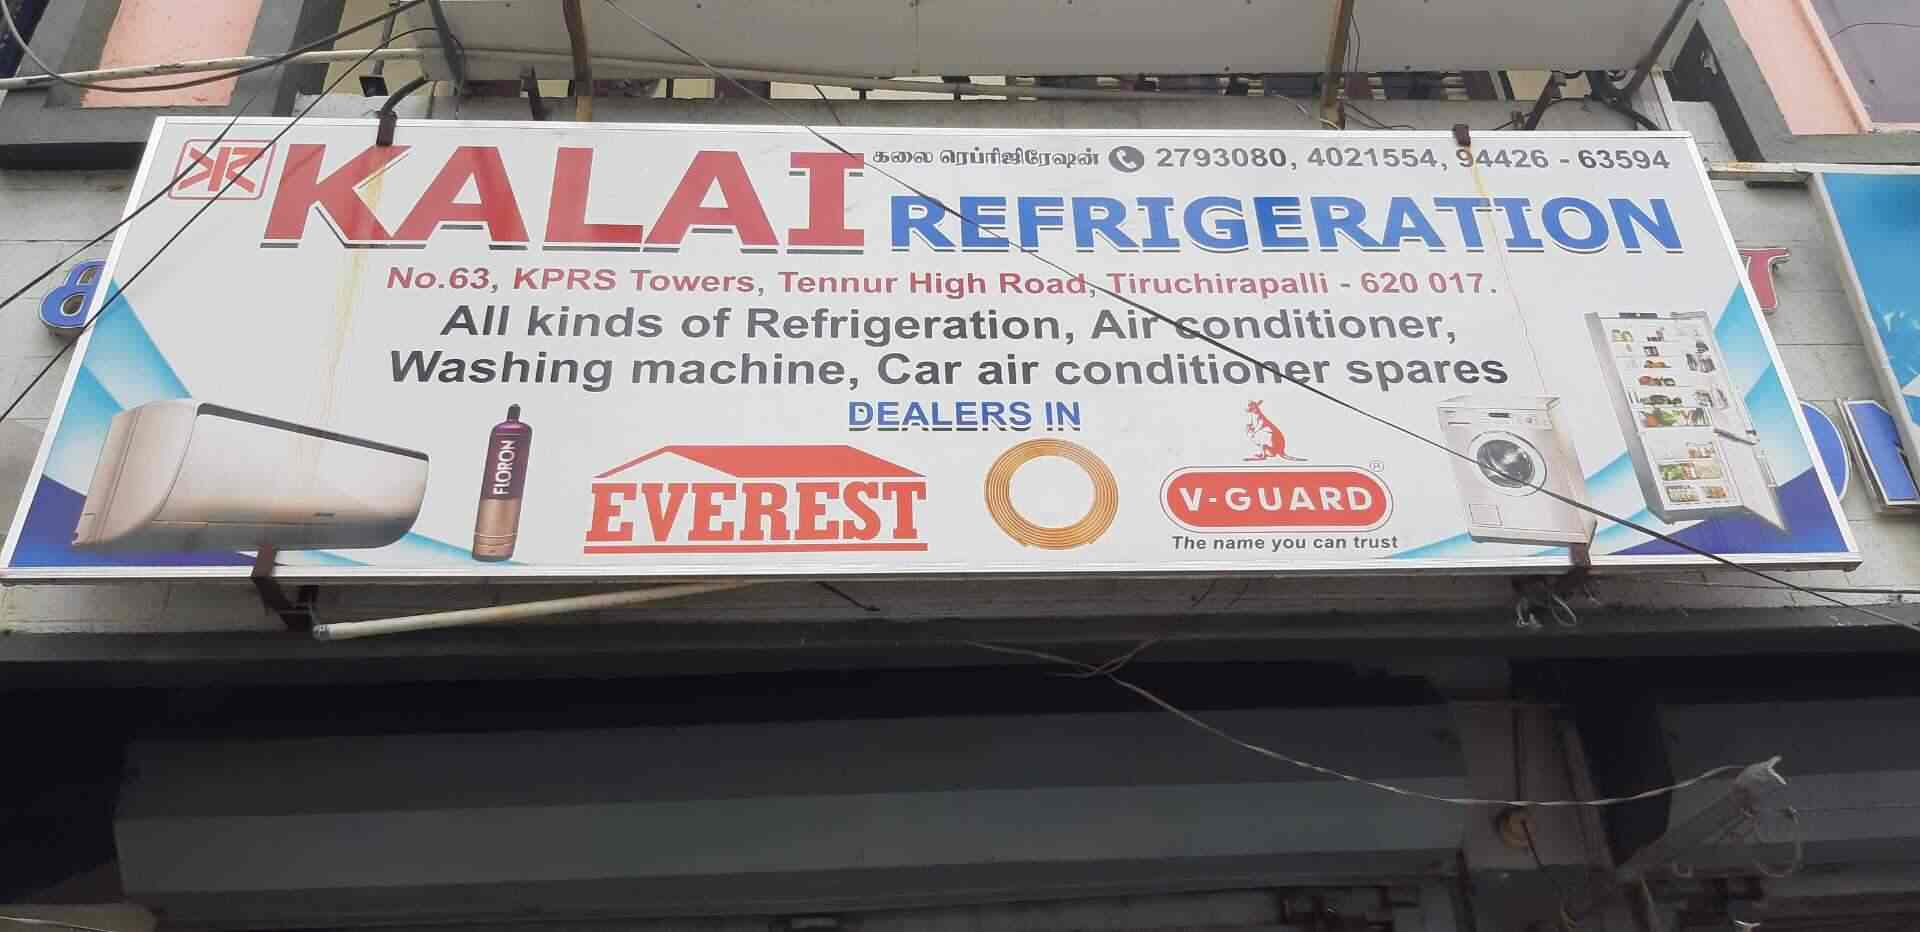 KALAI கலை ரெப்ரிஜிரேஷன் 2793080, 4021554, 94426 - 63594
REFRIGERATION
No.63, KPRS Towers, Tennur High Road, Tiruchirapalli - 620 017.
All kinds of Refrigeration, Air conditioner,
Washing machine, Car air conditioner spares
DEALERS IN
FLORON
EVEREST
V-GUARD
®
The name you can trust